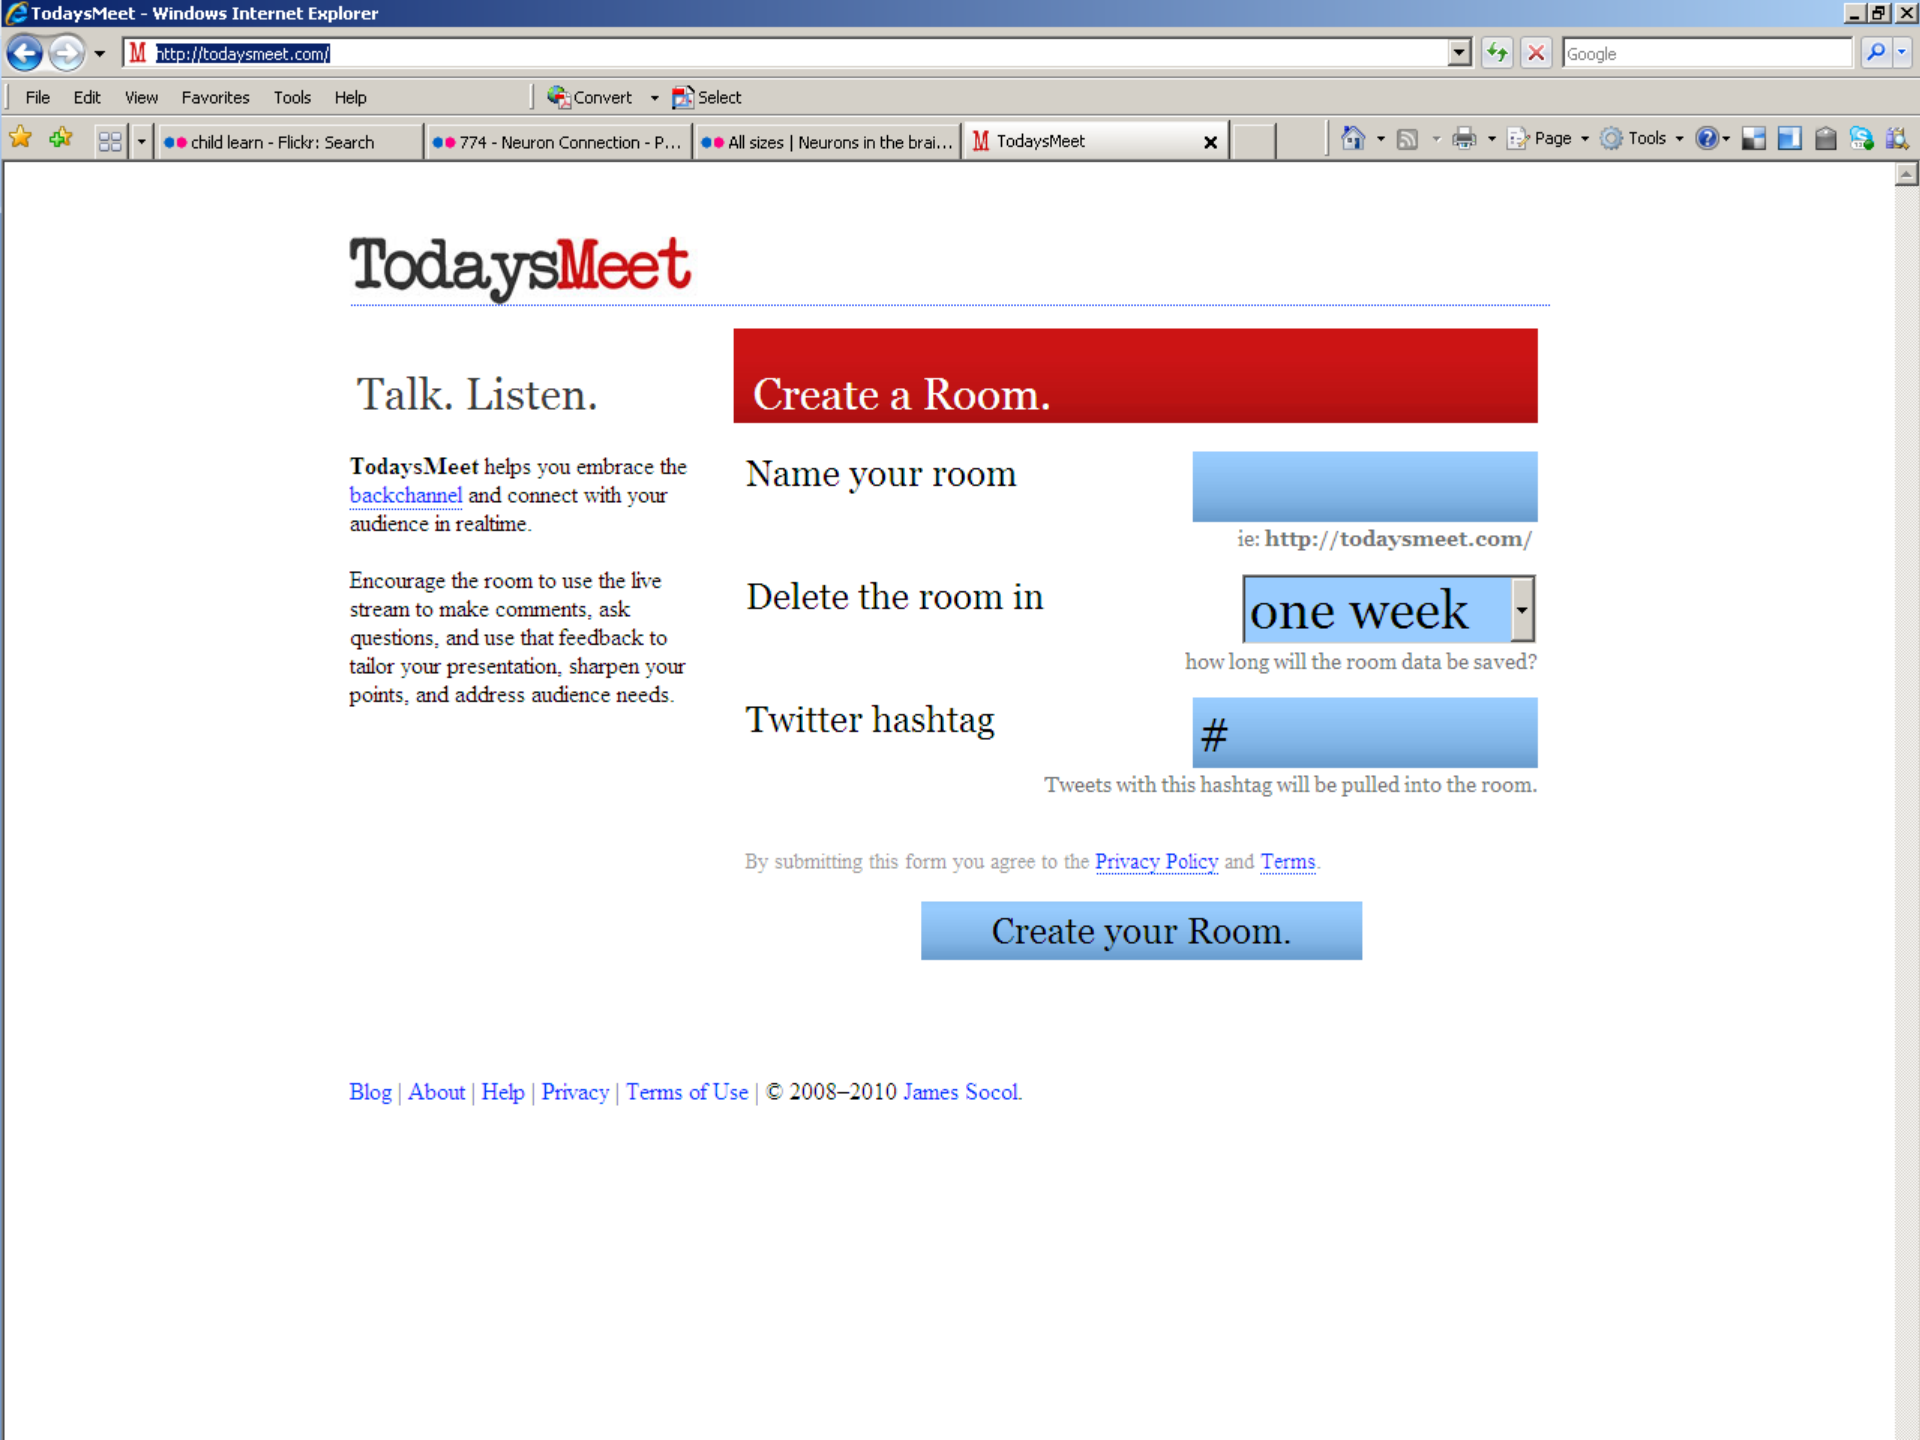 TodaysMeet - Windows Internet Explorer
http://todaysmeet.com/
Google
File Edit View Favorites Tools Help Convert Select
child learn - Flickr: Search
774 - Neuron Connection - P...
All sizes | Neurons in the brai...
TodaysMeet
Page Tools
TodaysMeet
Talk. Listen.
TodaysMeet helps you embrace the
backchannel and connect with your
audience in realtime.
Encourage the room to use the live
stream to make comments, ask
questions, and use that feedback to
tailor your presentation, sharpen your
points, and address audience needs.
Create a Room.
Name your room
ie: http://todaysmeet.com/
Delete the room in
one week
how long will the room data be saved?
Twitter hashtag
#
Tweets with this hashtag will be pulled into the room.
By submitting this form you agree to the Privacy Policy and Terms.
Create your Room.
Blog | About | Help | Privacy | Terms of Use | © 2008–2010 James Socol.